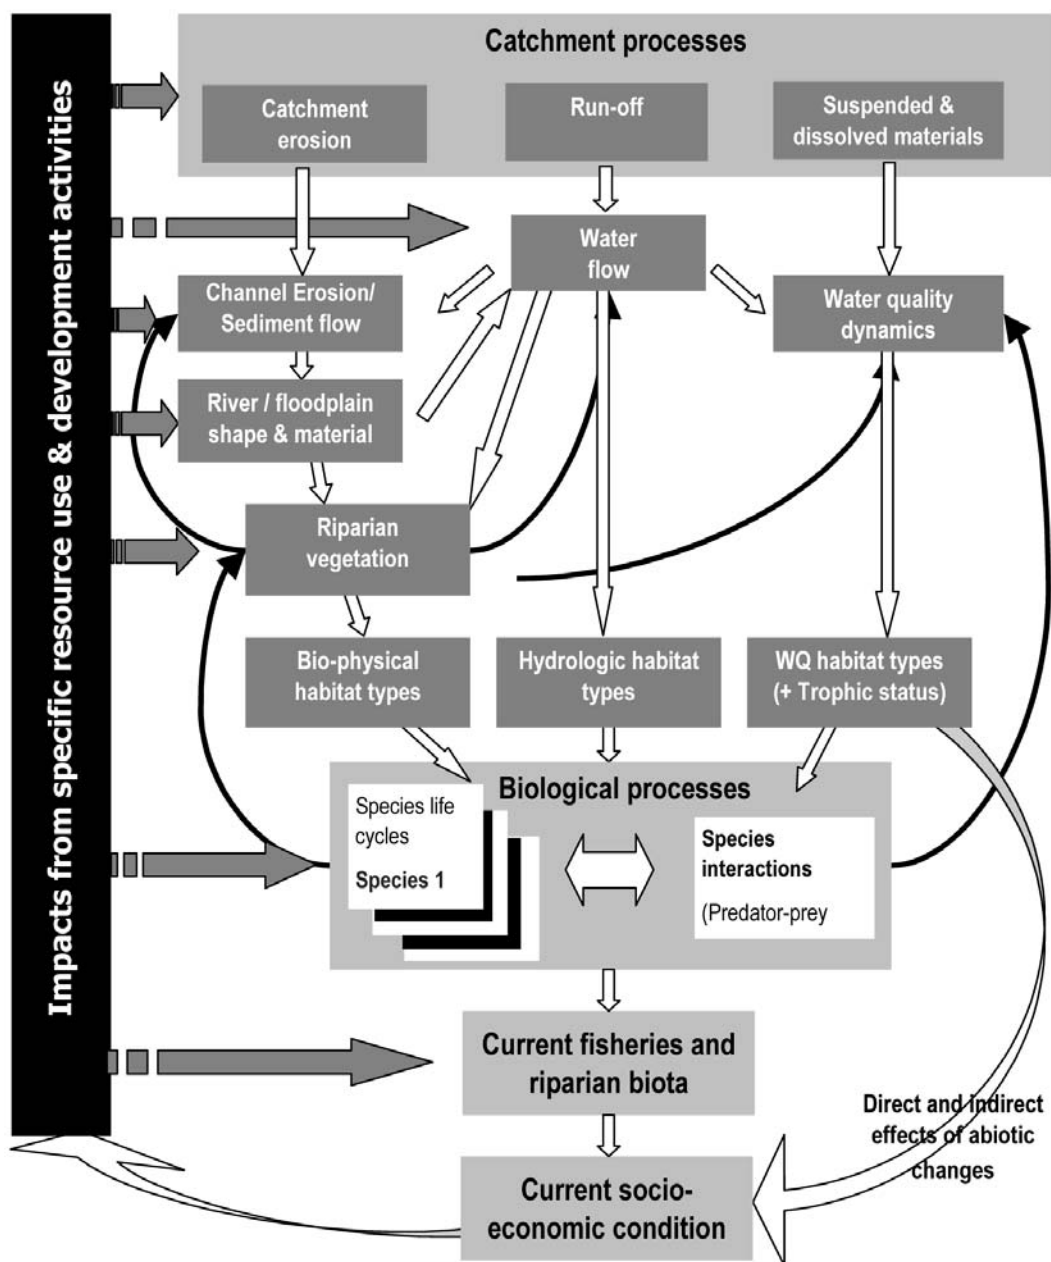 Impacts from specific resource use & development activities
Catchment processes
Catchment
erosion
Run-off
Suspended &
dissolved materials
Water
flow
Channel Erosion/
Sediment flow
Water quality
dynamics
River / floodplain
shape & material
Riparian
vegetation
Bio-physical
habitat types
Hydrologic habitat
types
WQ habitat types
(+ Trophic status)
Biological processes
Species life
cycles
Species 1
Species
interactions
(Predator-prey
Current fisheries and
riparian biota
Direct and indirect
effects of abiotic
changes
Current socio-
economic condition